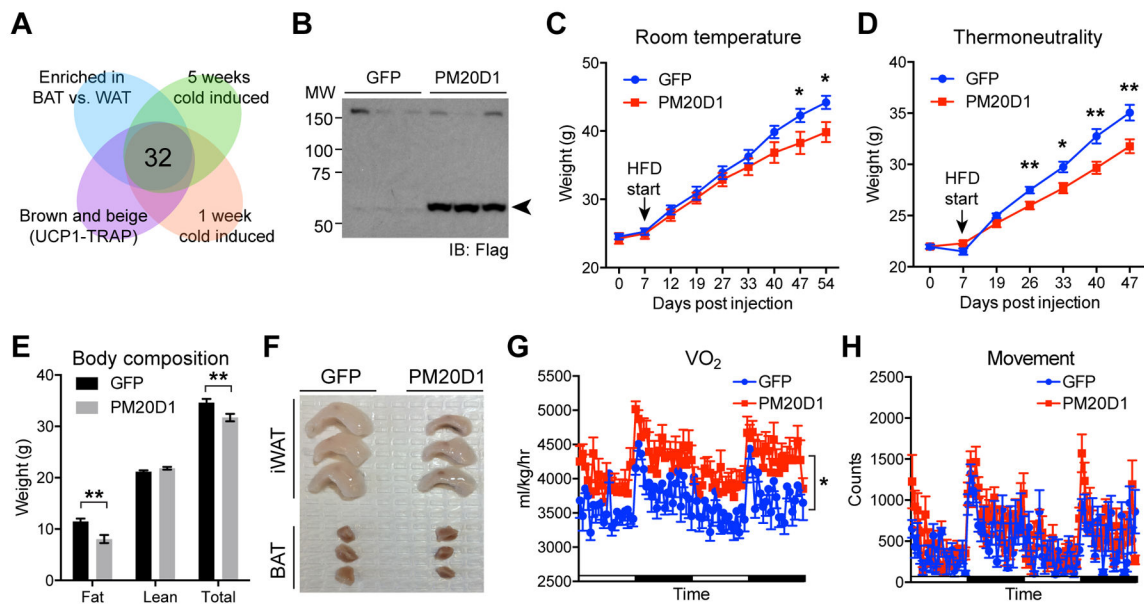 A
Enriched in
BAT vs. WAT
5 weeks
cold induced
32
Brown and beige
(UCP1-TRAP)
1 week
cold induced
B
GFP PM20D1
MW
150
100
75
50
IB: Flag
C
Room temperature
GFP
PM20D1
* *
Weight (g)
50
40
30
20
HFD
start
0 7 12 19 27 33 40 47 54
Days post injection
D
Thermoneutrality
GFP
PM20D1
** * ** **
Weight (g)
40
35
30
25
20
HFD
start
0 7 19 26 33 40 47
Days post injection
E
Body composition
GFP
PM20D1
** **
Weight (g)
40
30
20
10
0
Fat Lean Total
F
GFP PM20D1
iWAT
BAT
G
VO2
GFP
PM20D1
ml/kg/hr
5500
5000
4500
4000
3500
3000
2500
*
Time
H
Movement
GFP
PM20D1
Counts
2500
2000
1500
1000
500
0
Time